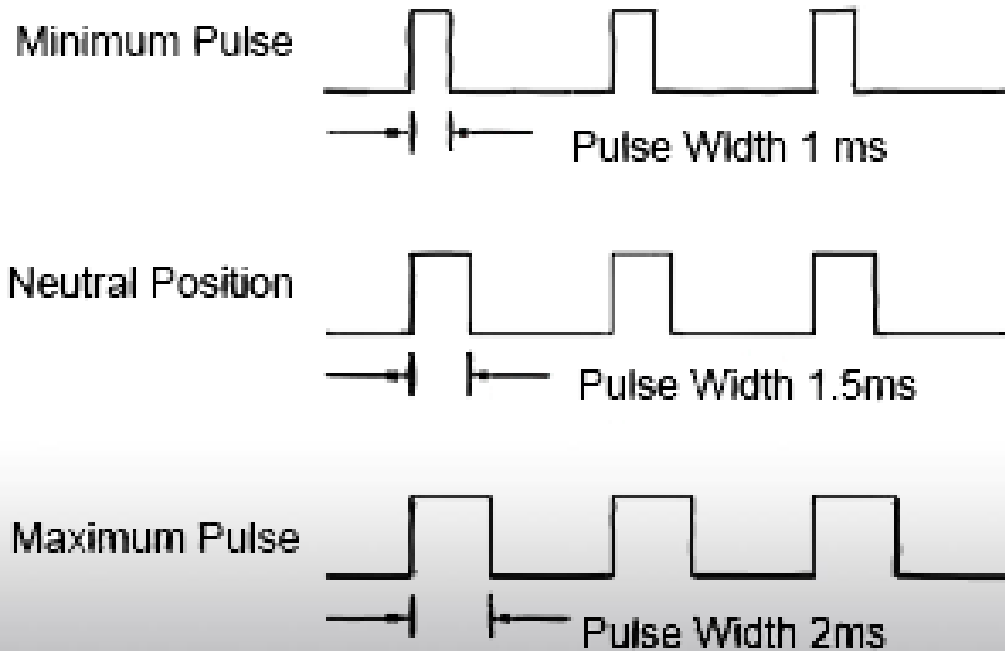 Minimum Pulse
Pulse Width 1 ms
Neutral Position
Pulse Width 1.5ms
Maximum Pulse
Pulse Width 2ms